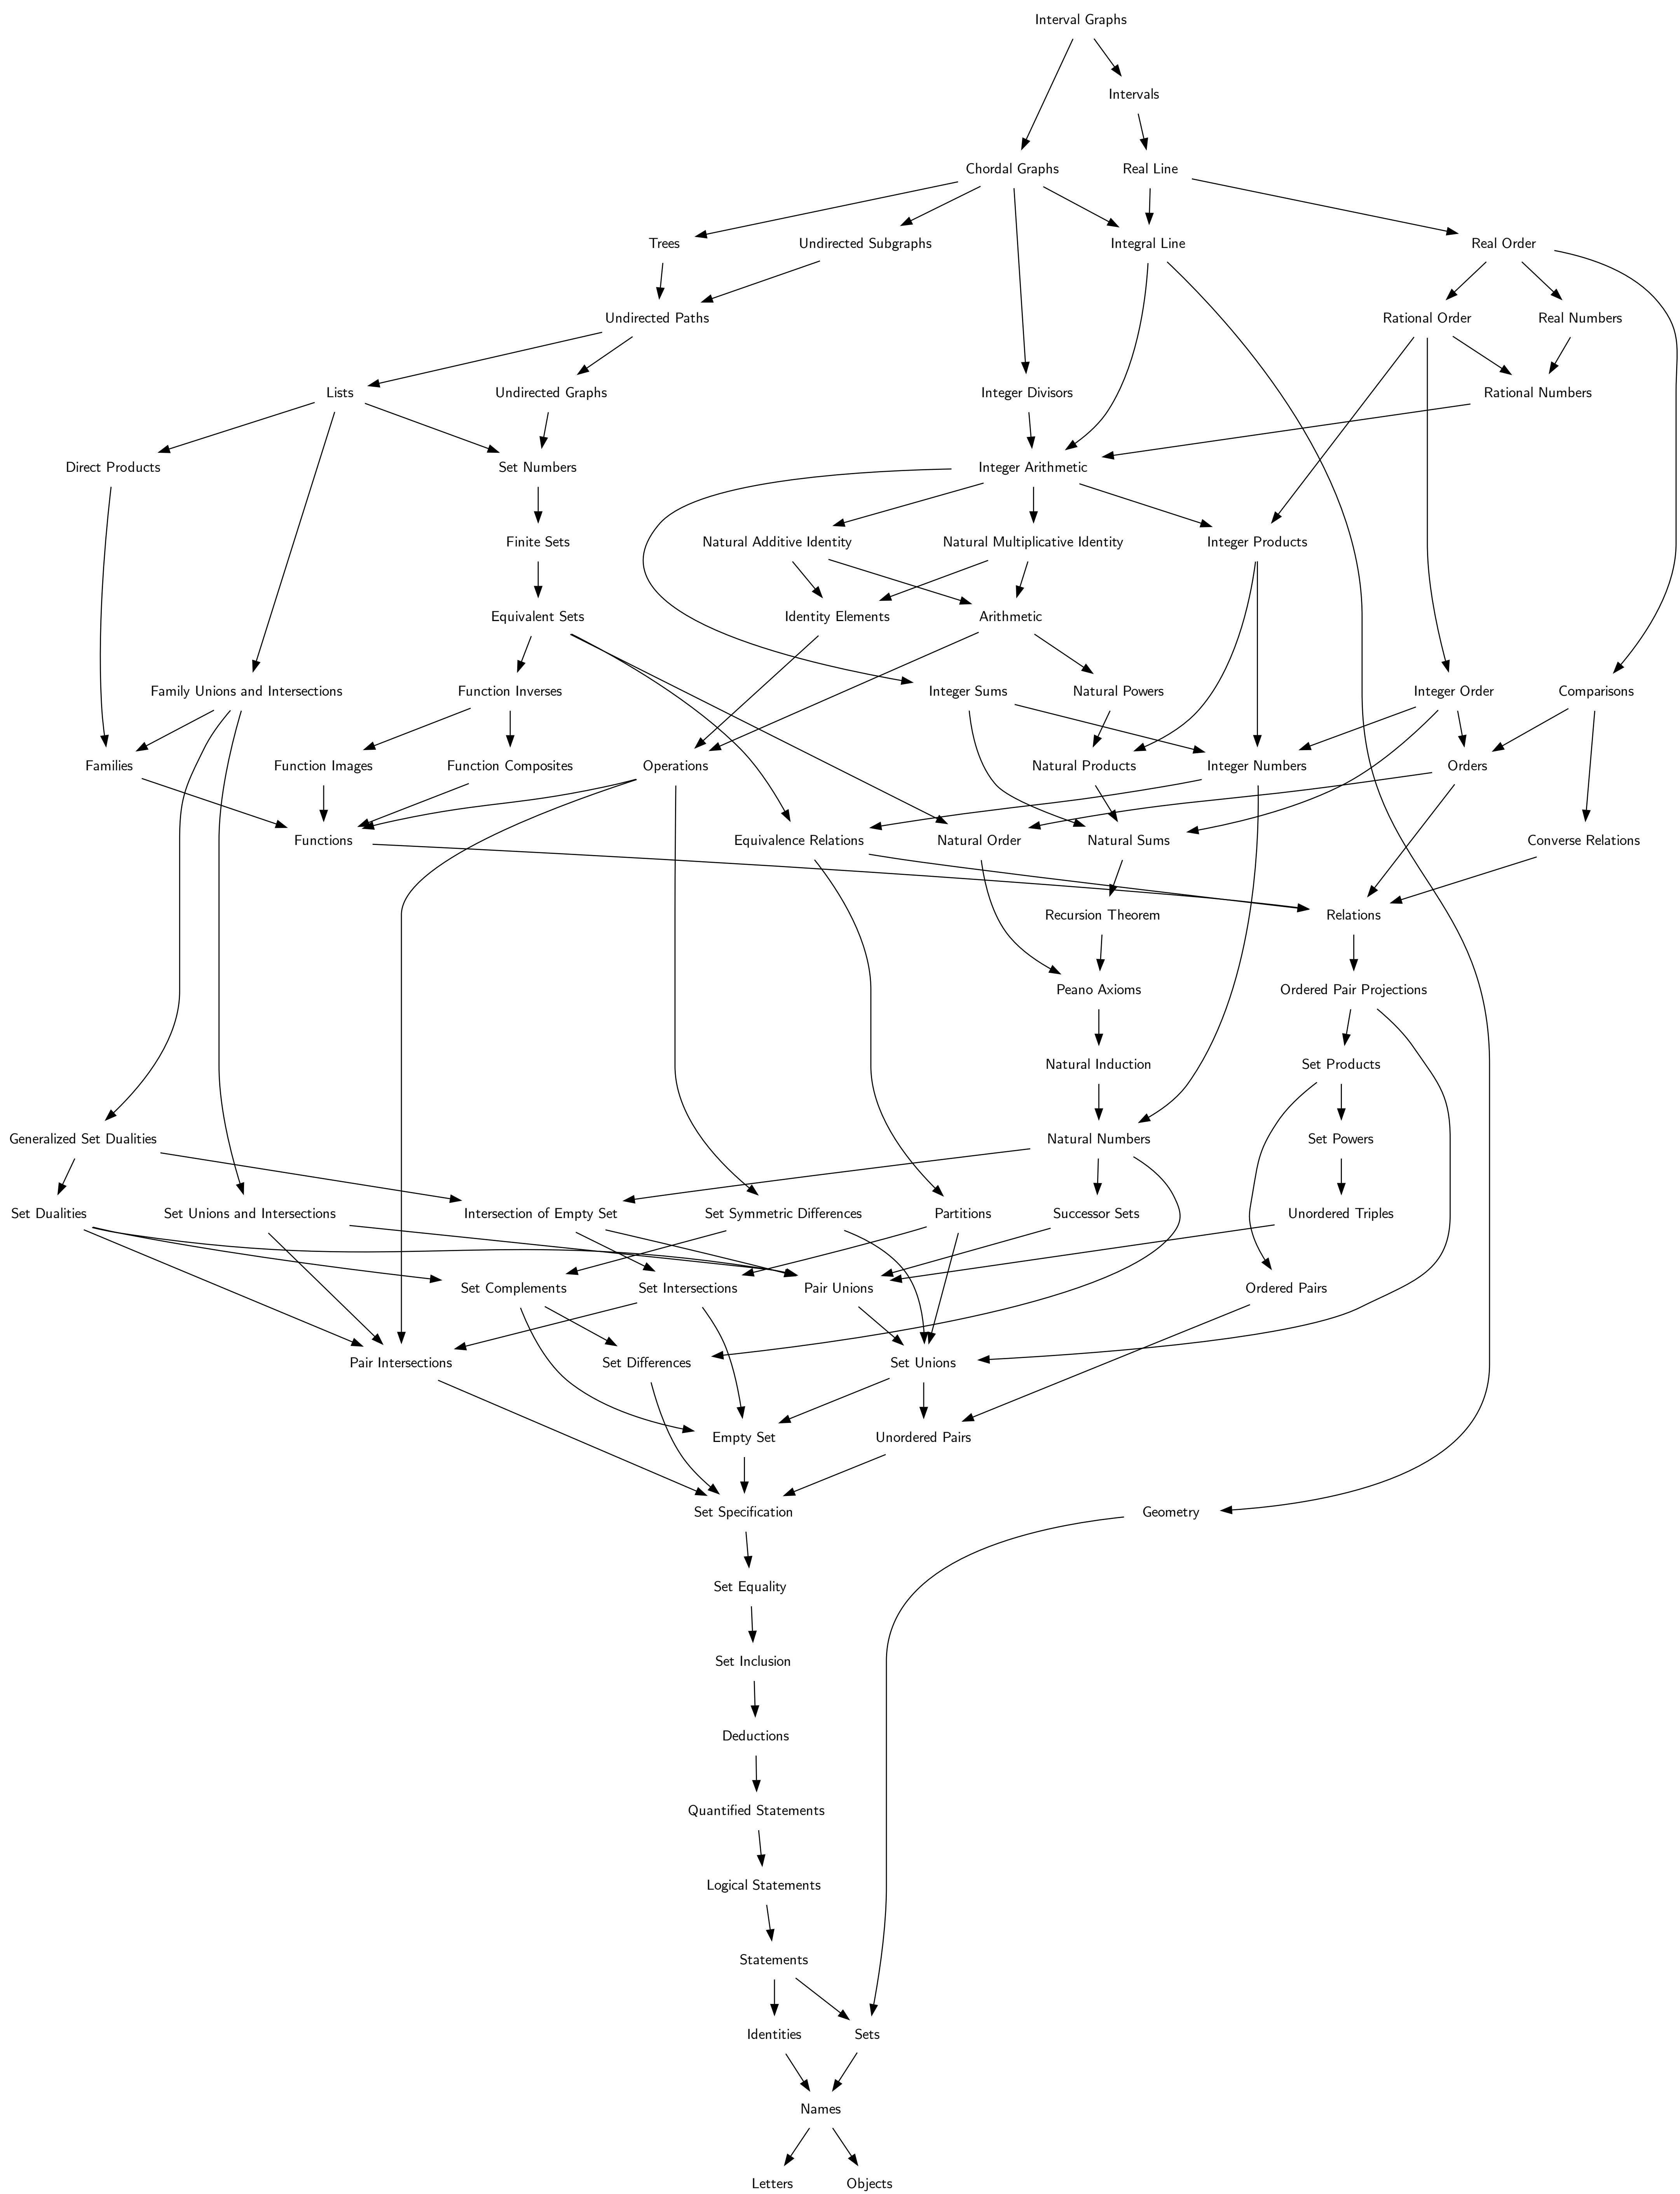 Interval Graphs
Intervals
Chordal Graphs
Real Line
Trees
Undirected Subgraphs
Integral Line
Real Order
Undirected Paths
Rational Order
Real Numbers
Lists
Undirected Graphs
Integer Divisors
Rational Numbers
Direct Products
Set Numbers
Integer Arithmetic
Finite Sets
Natural Additive Identity
Natural Multiplicative Identity
Integer Products
Equivalent Sets
Identity Elements
Arithmetic
Family Unions and Intersections
Function Inverses
Integer Sums
Natural Powers
Integer Order
Comparisons
Families
Function Images
Function Composites
Operations
Natural Products
Integer Numbers
Orders
Functions
Equivalence Relations
Natural Order
Natural Sums
Converse Relations
Recursion Theorem
Relations
Peano Axioms
Ordered Pair Projections
Natural Induction
Set Products
Generalized Set Dualities
Natural Numbers
Set Powers
Set Dualities
Set Unions and Intersections
Intersection of Empty Set
Set Symmetric Differences
Partitions
Successor Sets
Unordered Triples
Set Complements
Set Intersections
Pair Unions
Ordered Pairs
Pair Intersections
Set Differences
Set Unions
Empty Set
Unordered Pairs
Set Specification
Geometry
Set Equality
Set Inclusion
Deductions
Quantified Statements
Logical Statements
Statements
Identities
Sets
Names
Letters
Objects